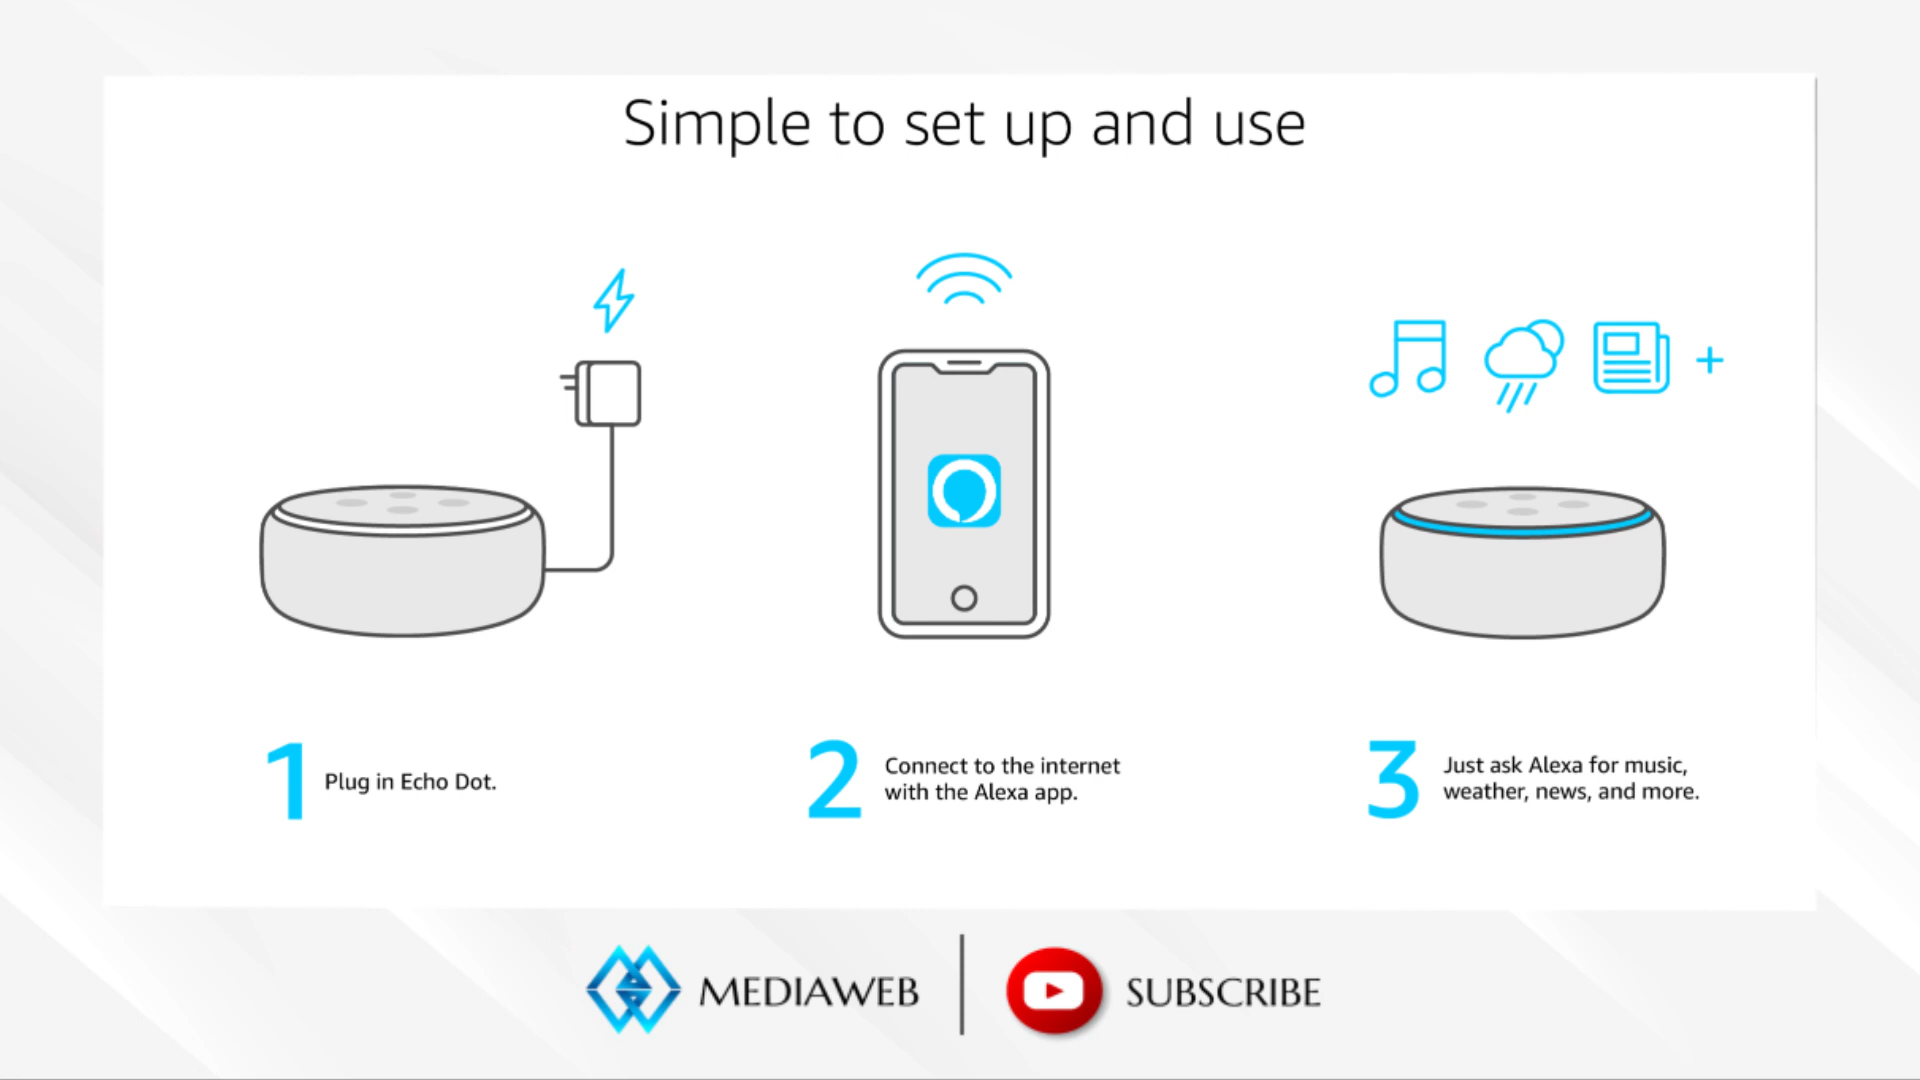 Simple to set up and use
1 Plug in Echo Dot.
2 Connect to the internet
with the Alexa app.
3 Just ask Alexa for music,
weather, news, and more.
MEDIAWEB
SUBSCRIBE